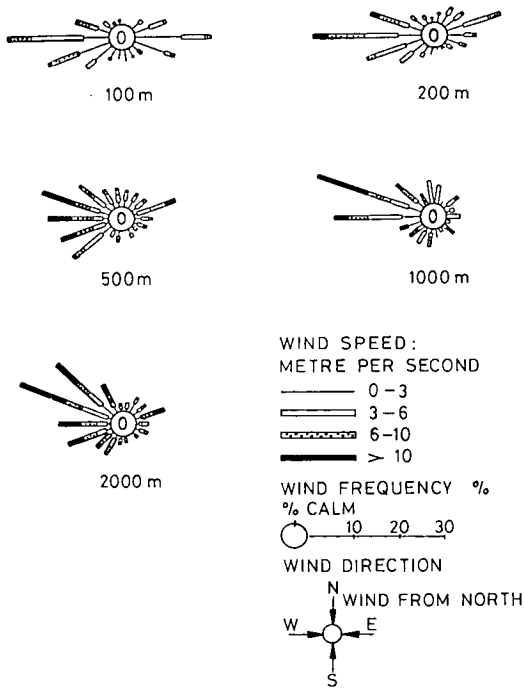 0
100 m
0
200 m
0
500 m
0
1000 m
0
2000 m
WIND SPEED:
METRE PER SECOND
0-3
3-6
6-10
> 10
WIND FREQUENCY %
% CALM
10 20 30
WIND DIRECTION
N
WIND FROM NORTH
W E
S